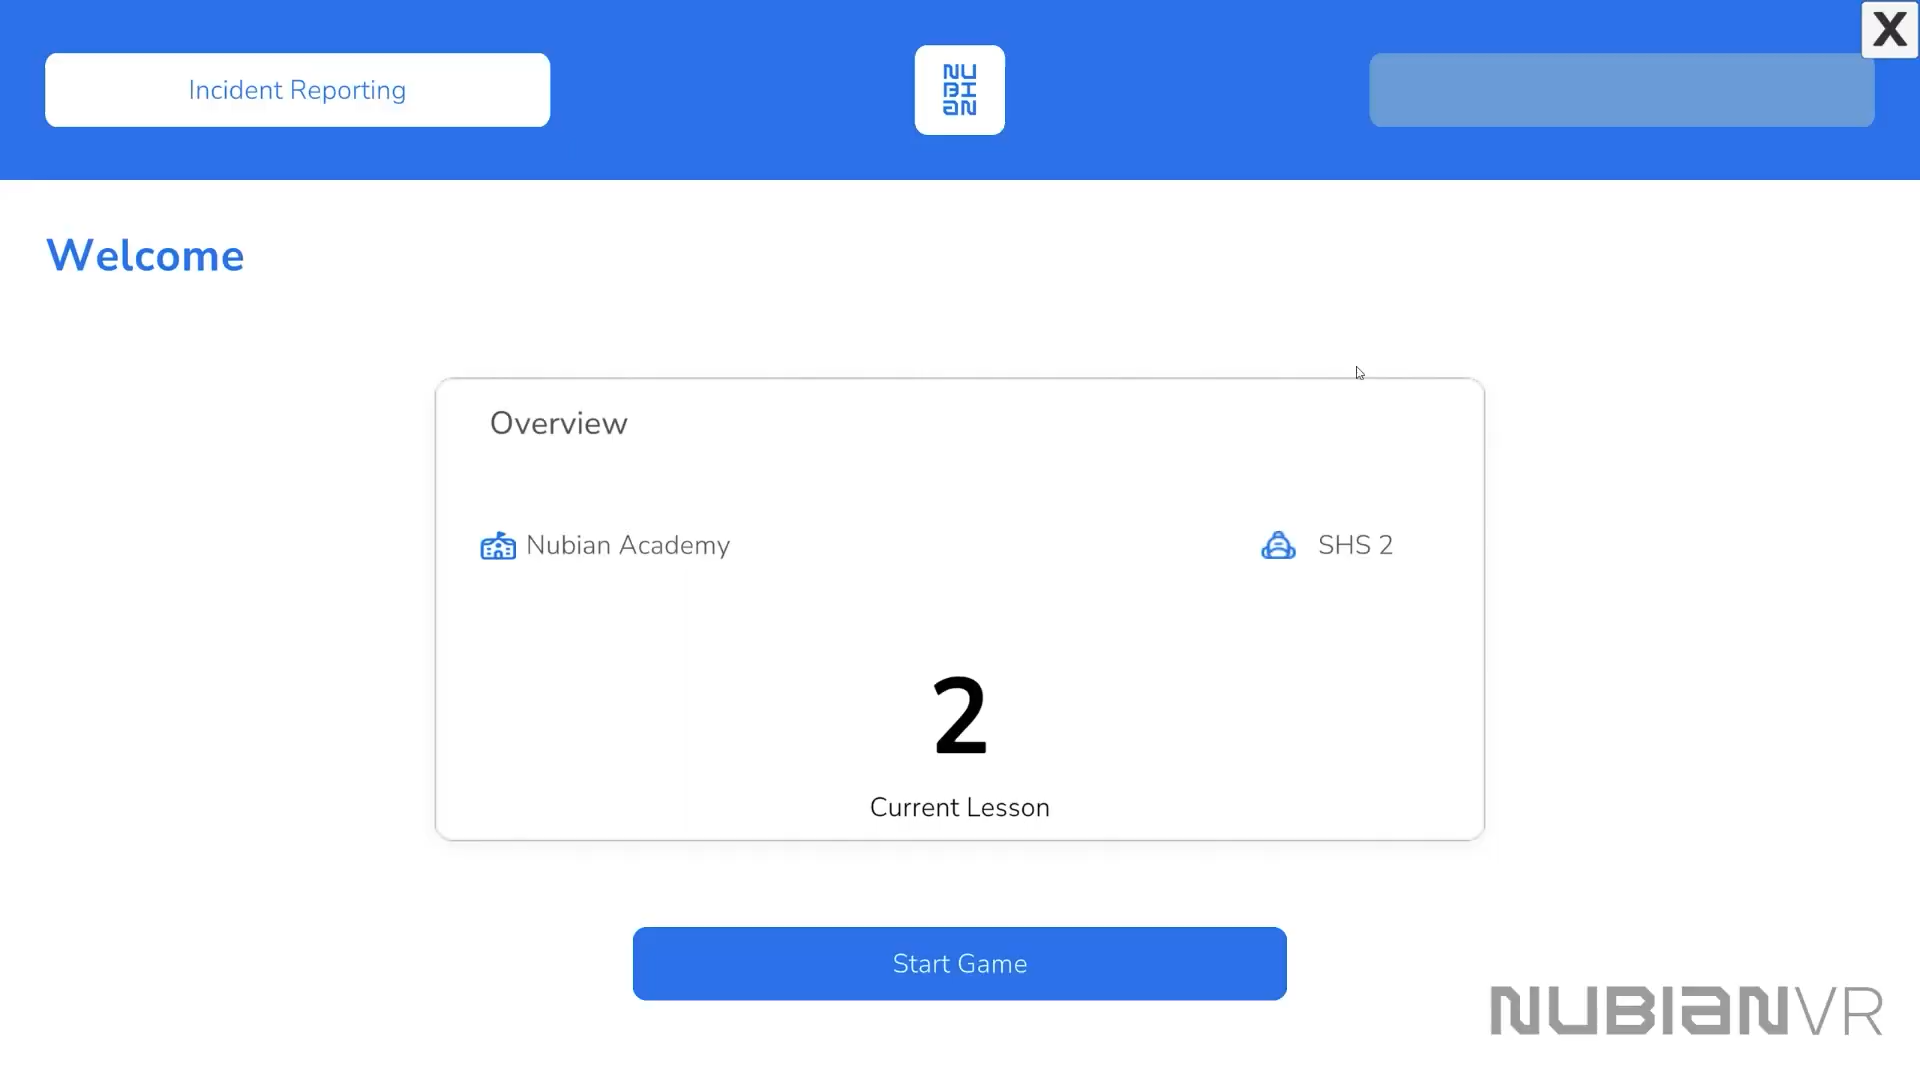 X
Incident Reporting
NU
BI
AN
Welcome
Overview
Nubian Academy
SHS 2
2
Current Lesson
Start Game
NUBIANVR